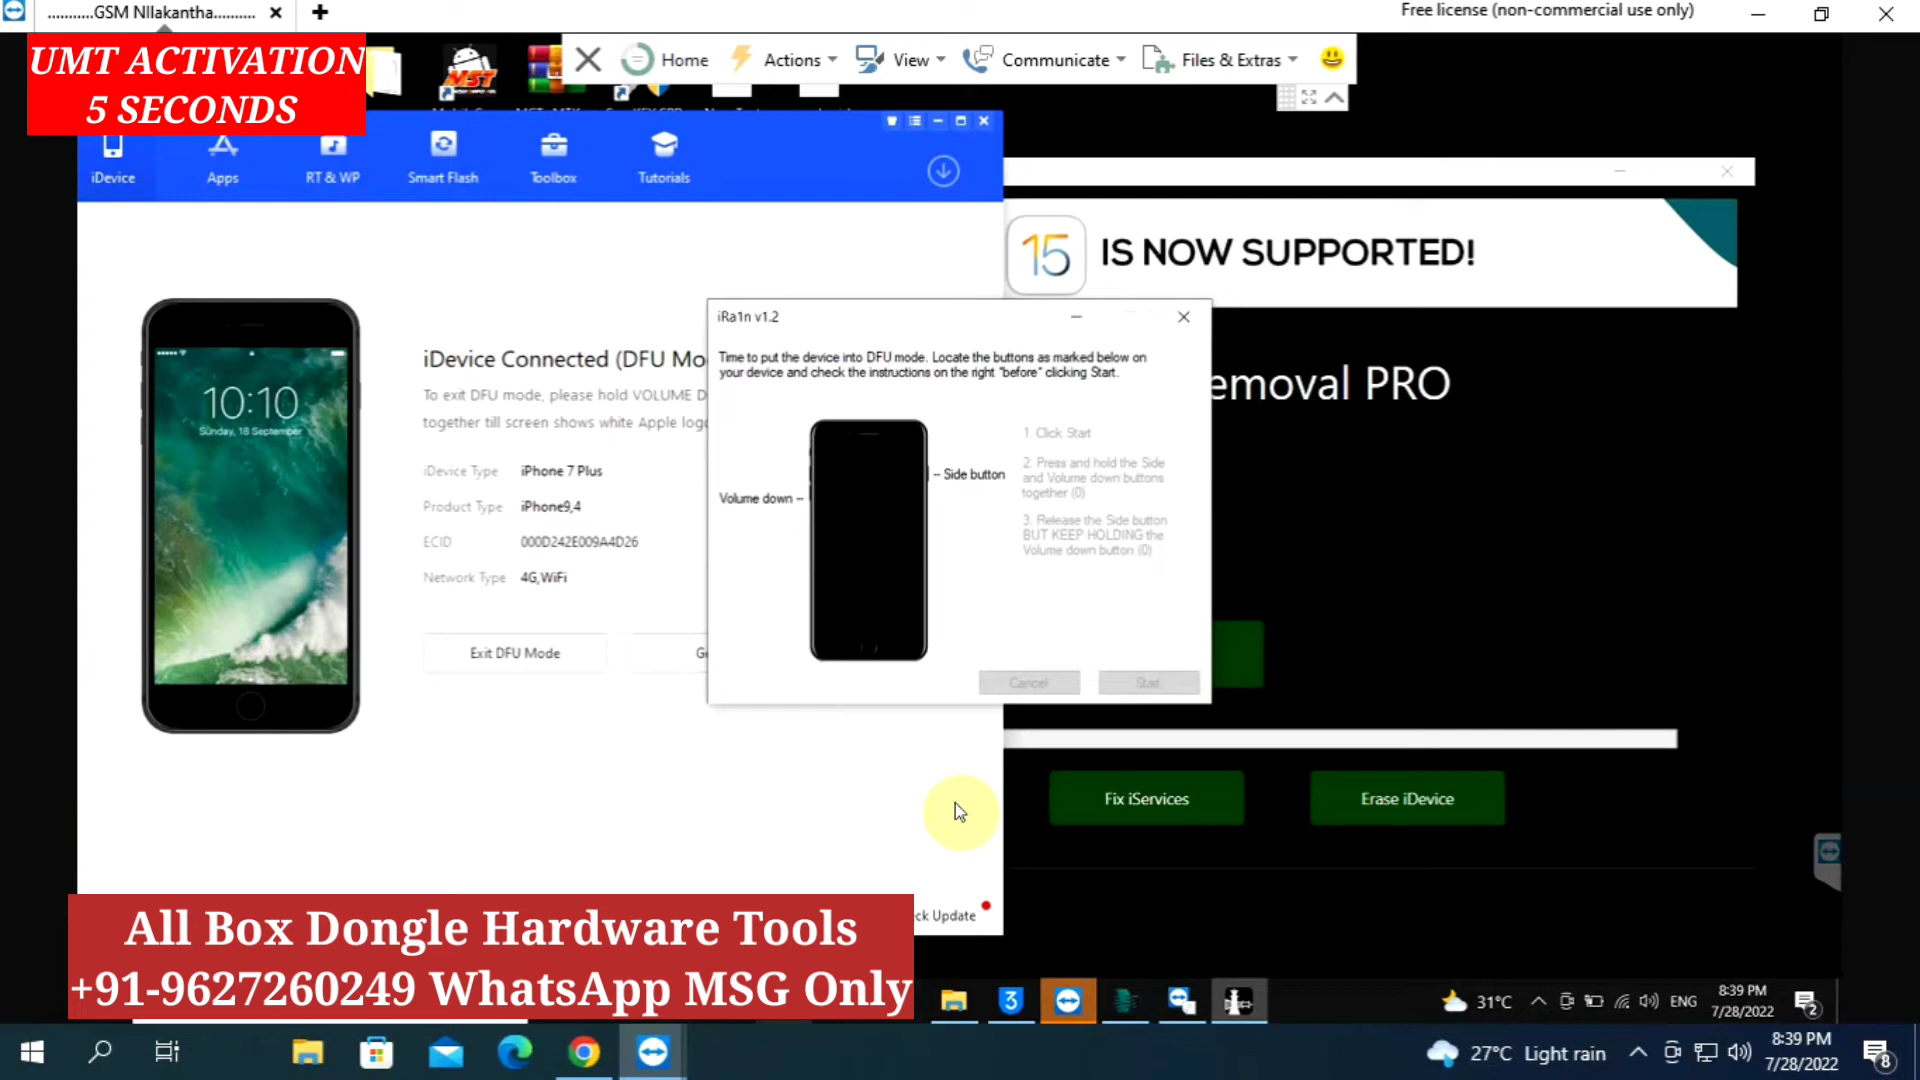 ...........GSM NIlakantha..........
Free license (non-commercial use only)
UMT ACTIVATION
5 SECONDS
Home
Actions
View
Communicate
Files & Extras
iDevice
Apps
RT & WP
Smart Flash
Toolbox
Tutorials
15
IS NOW SUPPORTED!
emoval PRO
10:10
Sunday, 18 September
iDevice Connected (DFU Mo
To exit DFU mode, please hold VOLUME D
together till screen shows white Apple logo
iDevice Type iPhone 7 Plus
Product Type iPhone9,4
ECID 000D242E009A4D26
Network Type 4G,WiFi
Exit DFU Mode
iRa1n v1.2
Time to put the device into DFU mode. Locate the buttons as marked below on
your device and check the instructions on the right "before" clicking Start.
Volume down --
-- Side button
1. Click Start
2. Press and hold the Side
and Volume down buttons
together (0)
3. Release the Side button
BUT KEEP HOLDING the
Volume down button (0)
Cancel
Start
Fix iServices
Erase iDevice
ck Update
All Box Dongle Hardware Tools
+91-9627260249 WhatsApp MSG Only
31°C
ENG
8:39 PM
7/28/2022
2
27°C Light rain
8:39 PM
7/28/2022
8